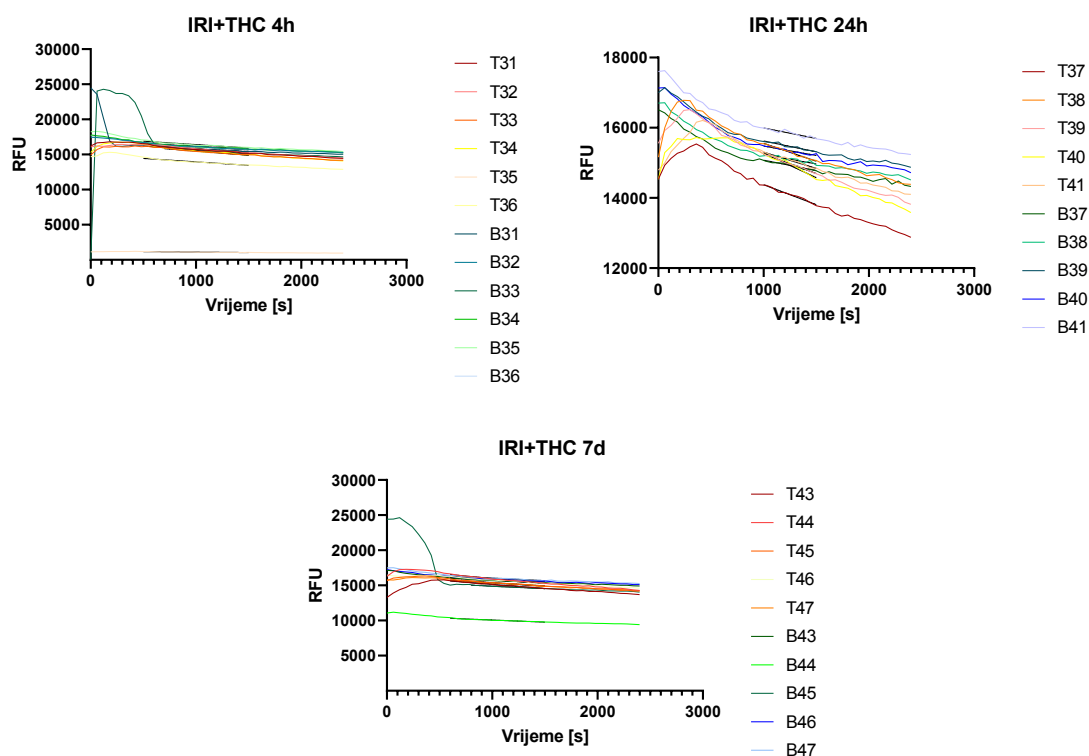 IRI+THC 4h
30000
25000
20000
15000
10000
5000
0
1000
2000
3000
RFU
Vrijeme [s]
T31
T32
T33
T34
T35
T36
B31
B32
B33
B34
B35
B36
IRI+THC 24h
18000
16000
14000
12000
0
1000
2000
3000
RFU
Vrijeme [s]
T37
T38
T39
T40
T41
B37
B38
B39
B40
B41
IRI+THC 7d
30000
25000
20000
15000
10000
5000
0
1000
2000
3000
RFU
Vrijeme [s]
T43
T44
T45
T46
T47
B43
B44
B45
B46
B47